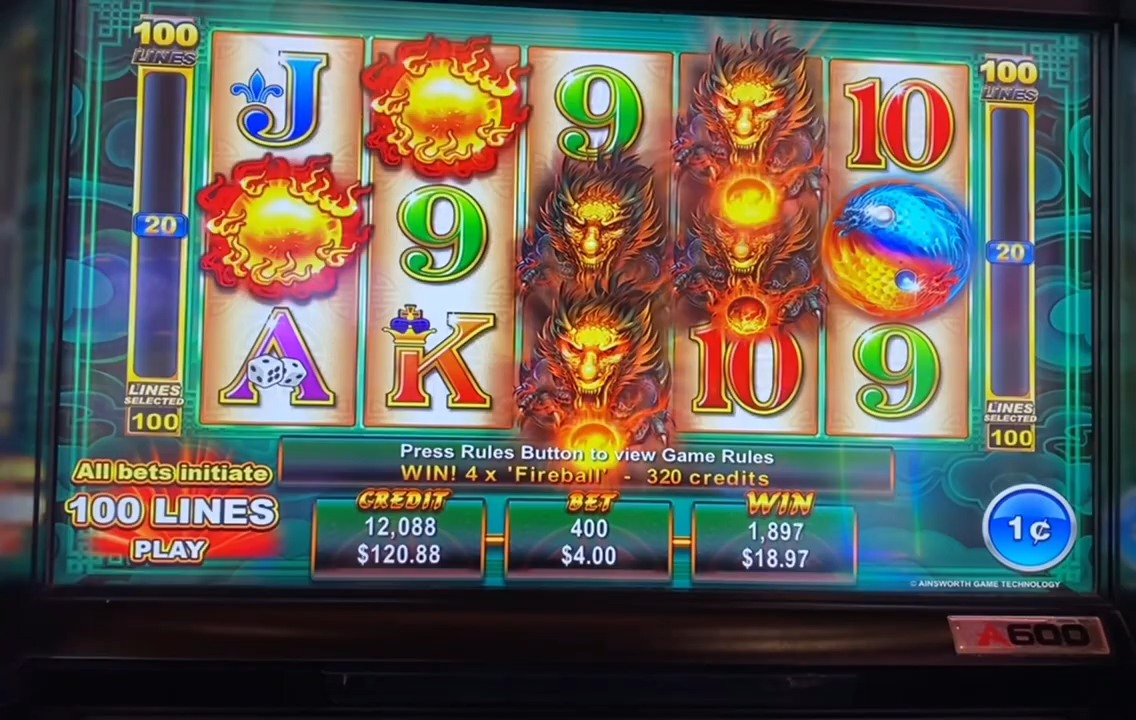 100
LINES
100
LINES
J
9
10
20
9
20
A
K
10
9
LINES
SELECTED
100
LINES
SELECTED
100
Press Rules Button to view Game Rules
WIN! 4 x 'Fireball' - 320 credits
All bets initiate
100 LINES
PLAY
CREDIT
12,088
$120.88
BET
400
$4.00
WIN
1,897
$18.97
1¢
© AINSWORTH GAME TECHNOLOGY
A600